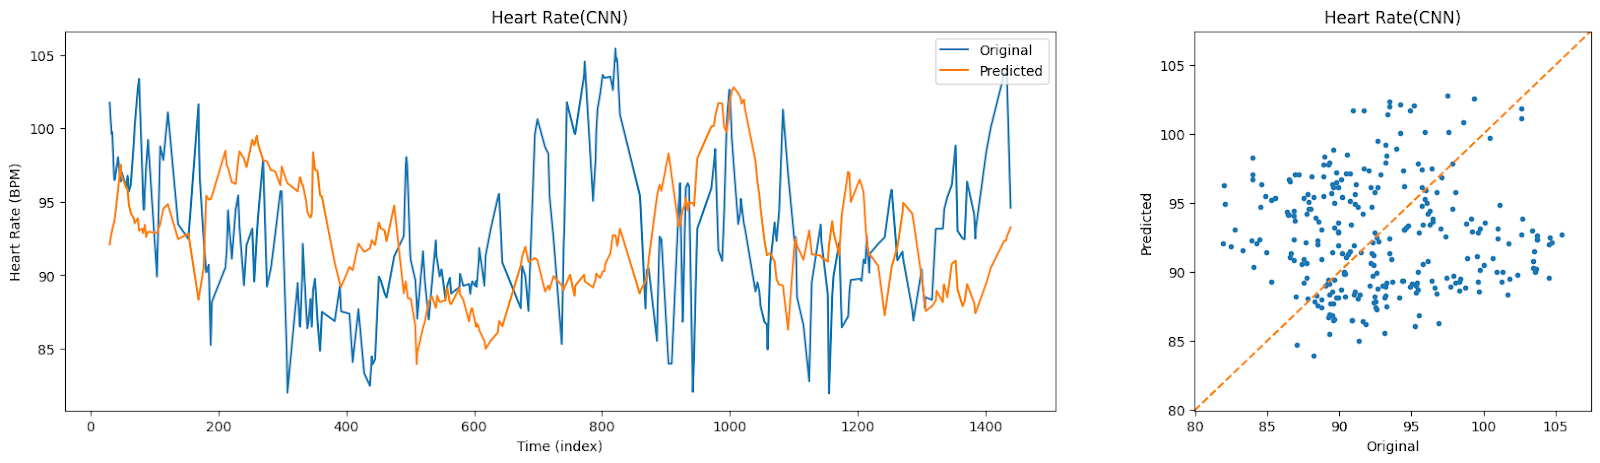 Heart Rate(CNN)
Heart Rate (BPM)
105
100
95
90
85
Original
Predicted
0 200 400 600 800 1000 1200 1400
Time (index)
Heart Rate(CNN)
Predicted
105
100
95
90
85
80
80 85 90 95 100 105
Original